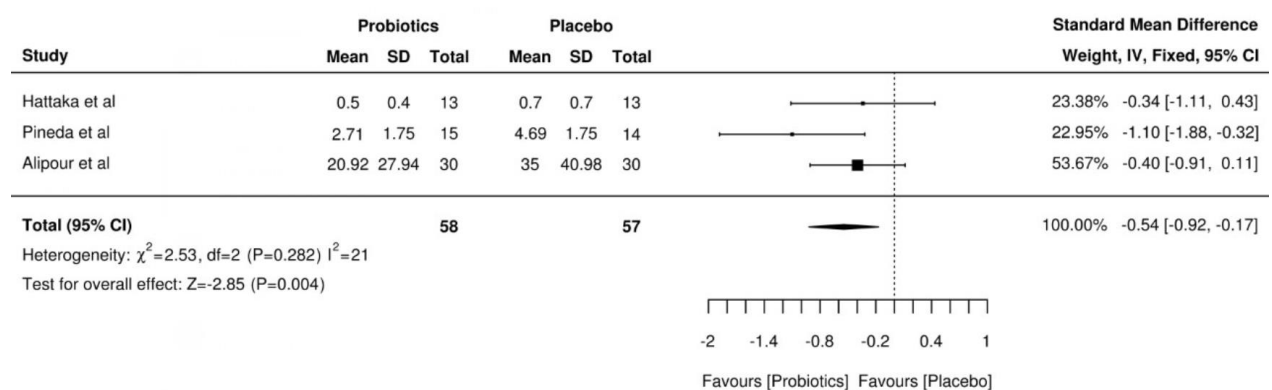 Probiotics Placebo Standard Mean Difference
Study Mean SD Total Mean SD Total Weight, IV, Fixed, 95% CI
Hattaka et al 0.5 0.4 13 0.7 0.7 13 23.38% -0.34 [-1.11, 0.43]
Pineda et al 2.71 1.75 15 4.69 1.75 14 22.95% -1.10 [-1.88, -0.32]
Alipour et al 20.92 27.94 30 35 40.98 30 53.67% -0.40 [-0.91, 0.11]
Total (95% CI) 58 57 100.00% -0.54 [-0.92, -0.17]
Heterogeneity: χ²=2.53, df=2 (P=0.282) I²=21
Test for overall effect: Z=-2.85 (P=0.004)
-2 -1.4 -0.8 -0.2 0.4 1
Favours [Probiotics] Favours [Placebo]